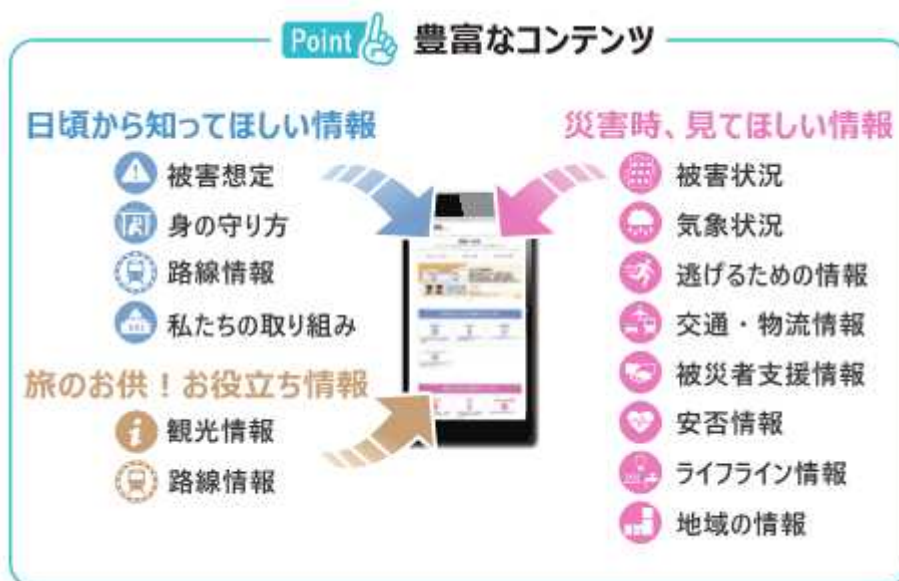 Point 豊富なコンテンツ
日頃から知ってほしい情報
被害想定
身の守り方
路線情報
私たちの取り組み
旅のお供！お役立ち情報
観光情報
路線情報
災害時、見てほしい情報
被害状況
気象状況
逃げるための情報
交通・物流情報
被災者支援情報
安否情報
ライフライン情報
地域の情報